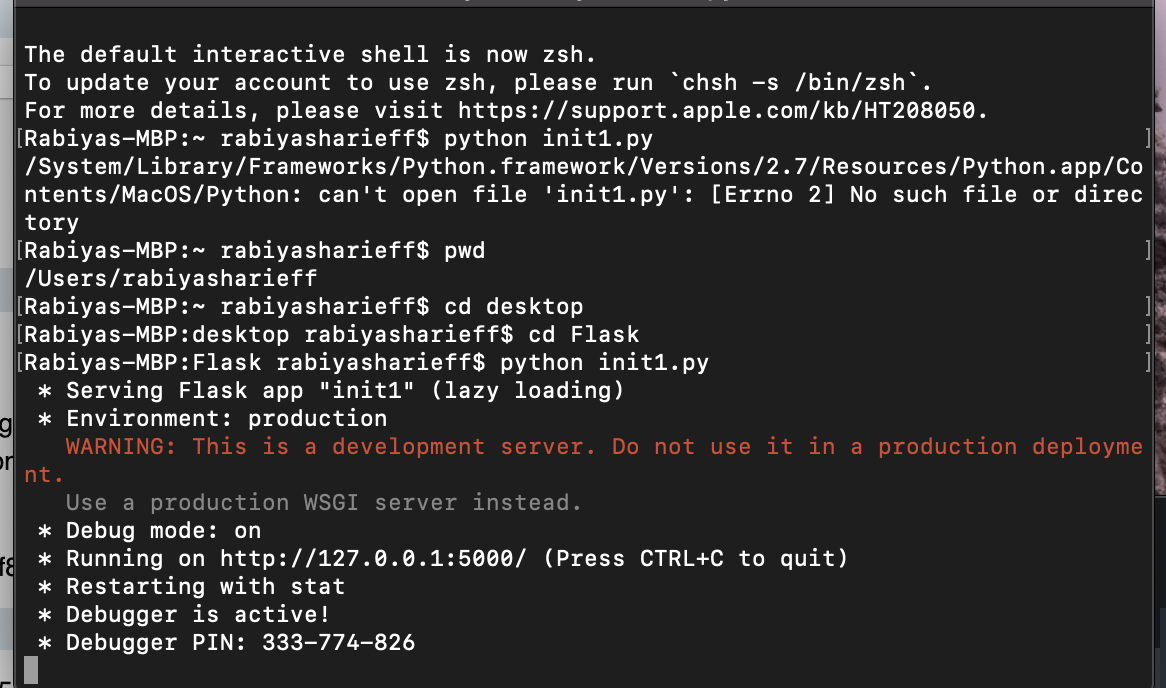 The default interactive shell is now zsh.
To update your account to use zsh, please run `chsh -s /bin/zsh`.
For more details, please visit https://support.apple.com/kb/HT208050.
[Rabiyas-MBP:~ rabiyasharieff$ python init1.py ]
/System/Library/Frameworks/Python.framework/Versions/2.7/Resources/Python.app/Co
ntents/MacOS/Python: can't open file 'init1.py': [Errno 2] No such file or direc
tory
[Rabiyas-MBP:~ rabiyasharieff$ pwd ]
/Users/rabiyasharieff
[Rabiyas-MBP:~ rabiyasharieff$ cd desktop ]
[Rabiyas-MBP:desktop rabiyasharieff$ cd Flask ]
[Rabiyas-MBP:Flask rabiyasharieff$ python init1.py ]
 * Serving Flask app "init1" (lazy loading)
 * Environment: production
   WARNING: This is a development server. Do not use it in a production deployme
nt.
   Use a production WSGI server instead.
 * Debug mode: on
 * Running on http://127.0.0.1:5000/ (Press CTRL+C to quit)
 * Restarting with stat
 * Debugger is active!
 * Debugger PIN: 333-774-826